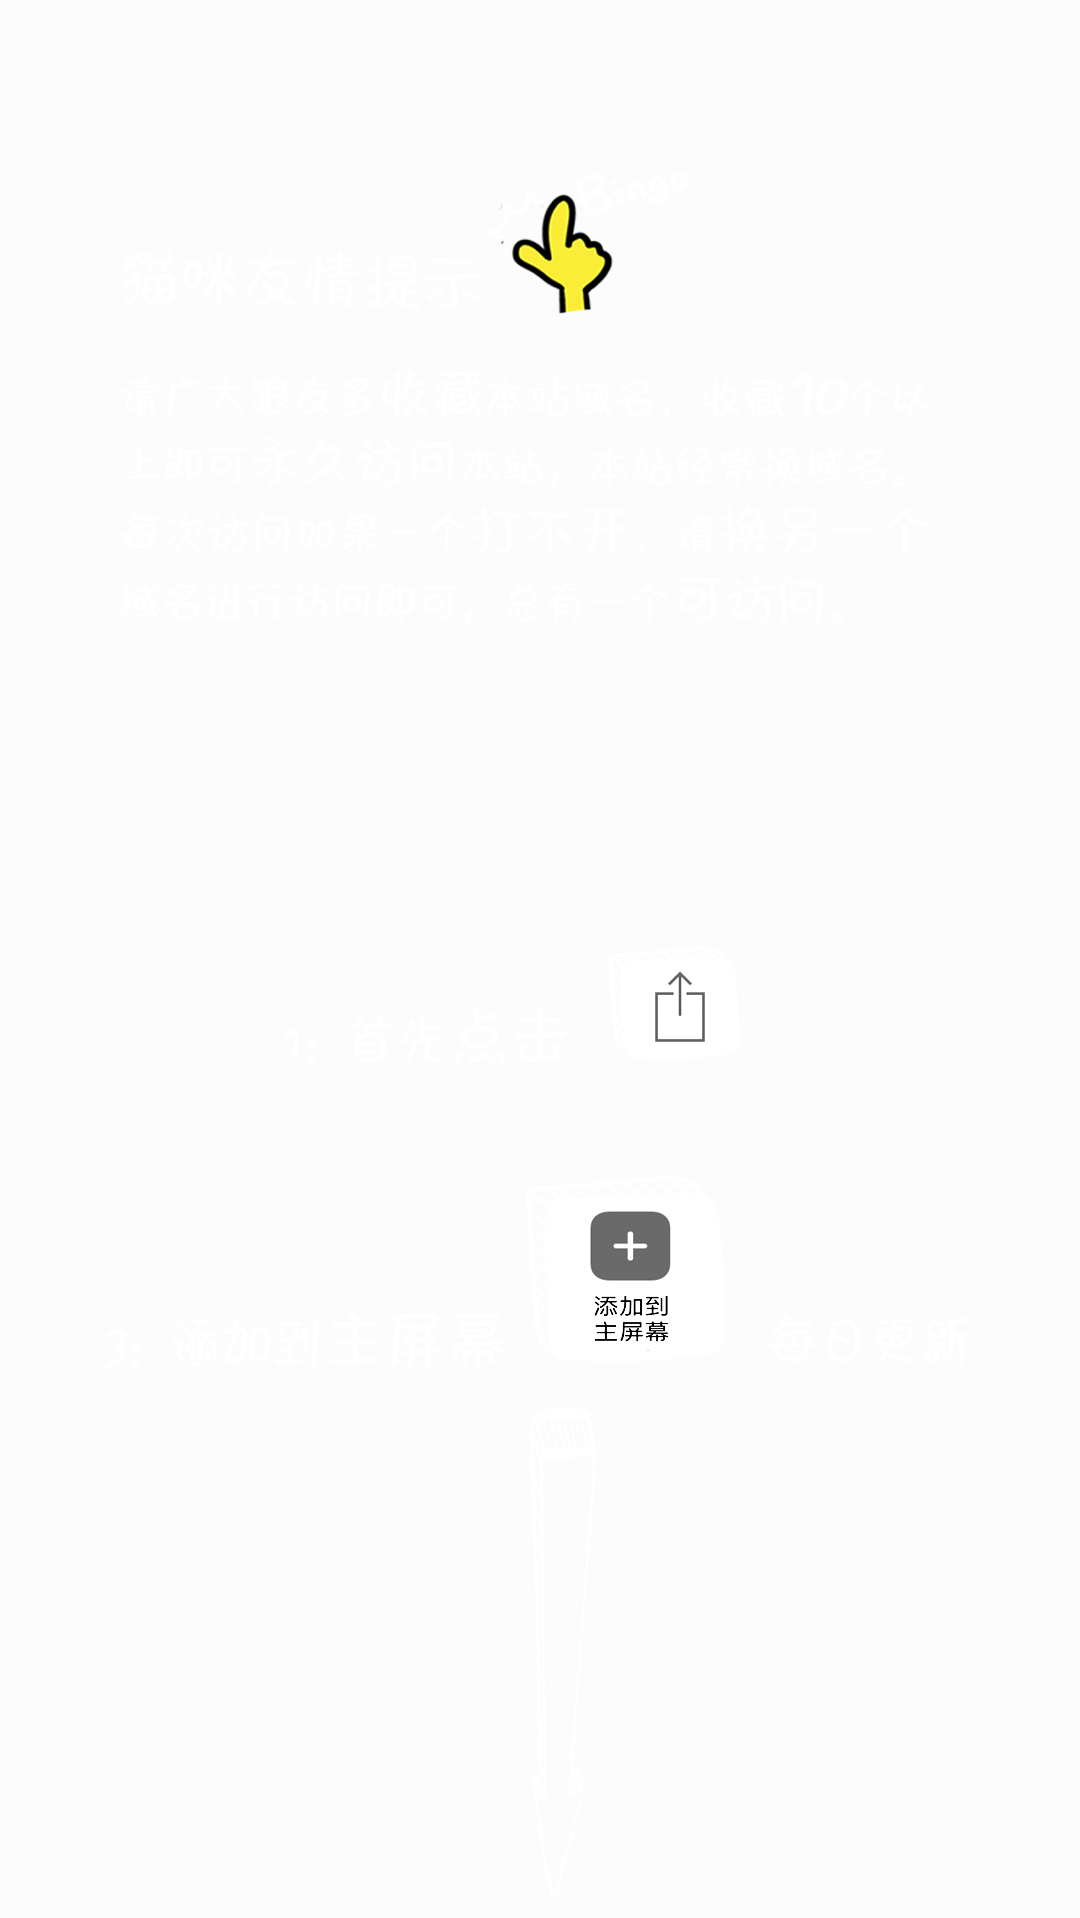 Bingo
猫咪友情提示
请广大狼友多收藏本站域名，收藏10个以
上即可永久访问本站，本站经常换域名。
每次访问如果一个打不开，请换另一个
域名进行访问即可，总有一个可访问。
1：首先点击
添加到
主屏幕
3：添加到主屏幕
每日更新